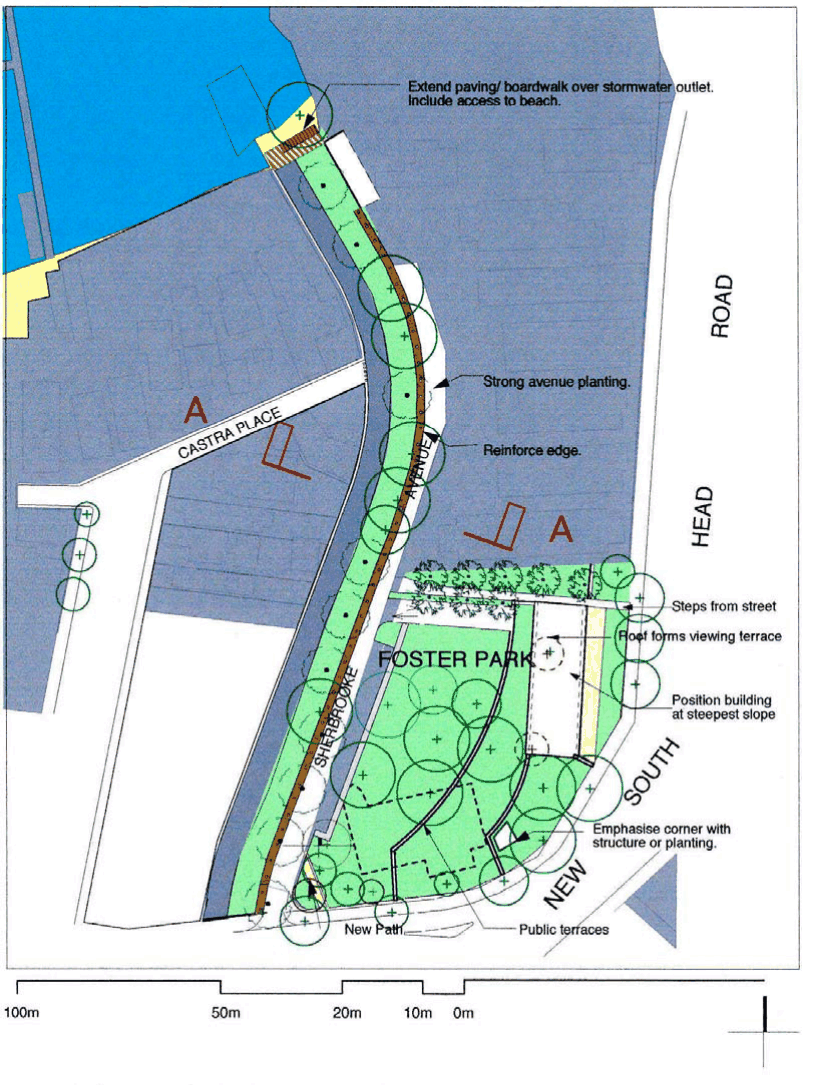 Extend paving/ boardwalk over stormwater outlet.
Include access to beach.
ROAD
Strong avenue planting.
A
CASTRA PLACE
Reinforce edge.
AVENUE
HEAD
A
Steps from street
Roof forms viewing terrace
FOSTER PARK
SHERBROOKE
Position building
at steepest slope
SOUTH
Emphasise corner with
structure or planting.
NEW
New Path
Public terraces
100m 50m 20m 10m 0m